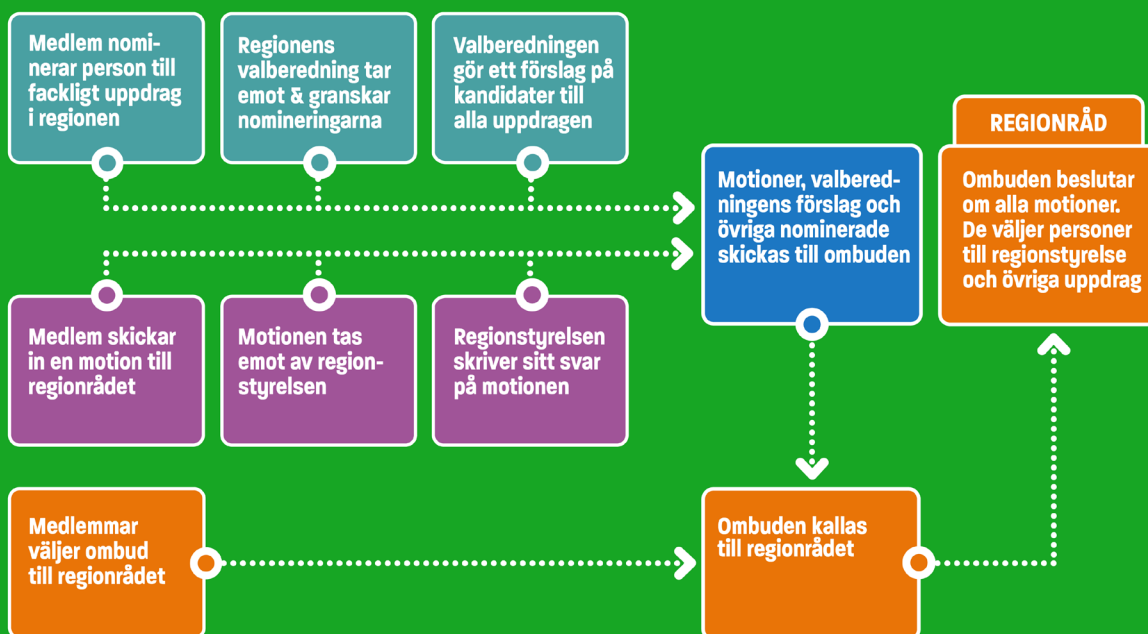 Medlem nomi-
nerar person till
fackligt uppdrag
i regionen
Regionens
valberedning tar
emot & granskar
nomineringarna
Valberedningen
gör ett förslag på
kandidater till
alla uppdragen
Motioner, valbered-
ningens förslag och
övriga nominerade
skickas till ombuden
REGIONRÅD
Ombuden beslutar
om alla motioner.
De väljer personer
till regionstyrelse
och övriga uppdrag
Medlem skickar
in en motion till
regionrådet
Motionen tas
emot av region-
styrelsen
Regionstyrelsen
skriver sitt svar
på motionen
Medlemmar
väljer ombud
till regionrådet
Ombuden kallas
till regionrådet